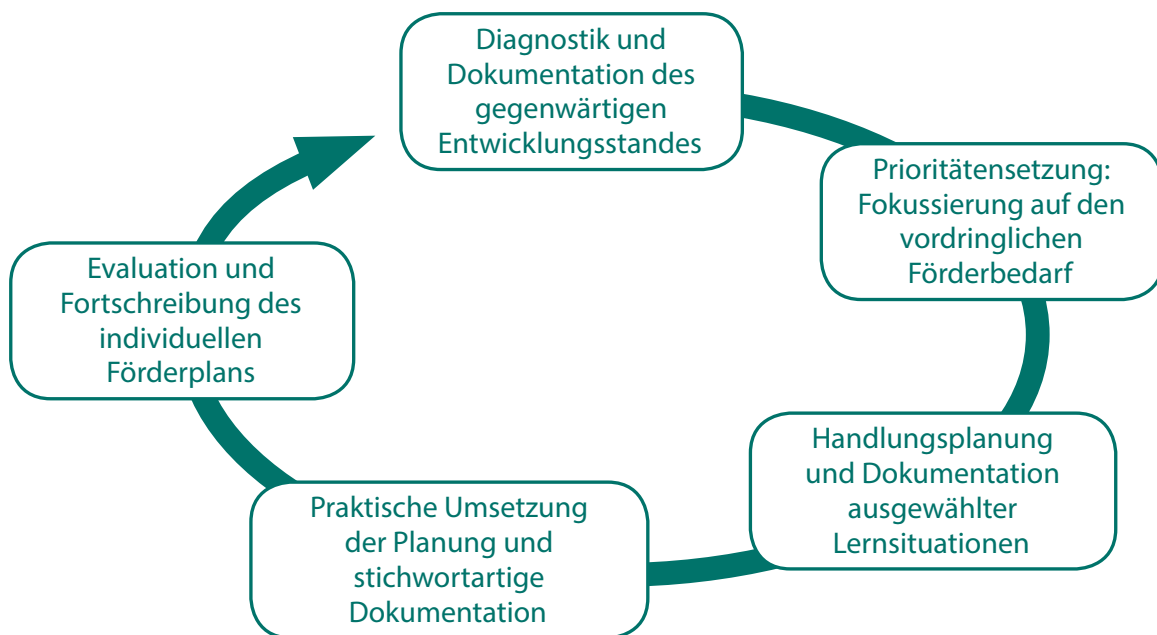 Diagnostik und
Dokumentation des
gegenwärtigen
Entwicklungsstandes
Prioritätensetzung:
Fokussierung auf den
vordringlichen
Förderbedarf
Handlungsplanung
und Dokumentation
ausgewählter
Lernsituationen
Praktische Umsetzung
der Planung und
stichwortartige
Dokumentation
Evaluation und
Fortschreibung des
individuellen
Förderplans